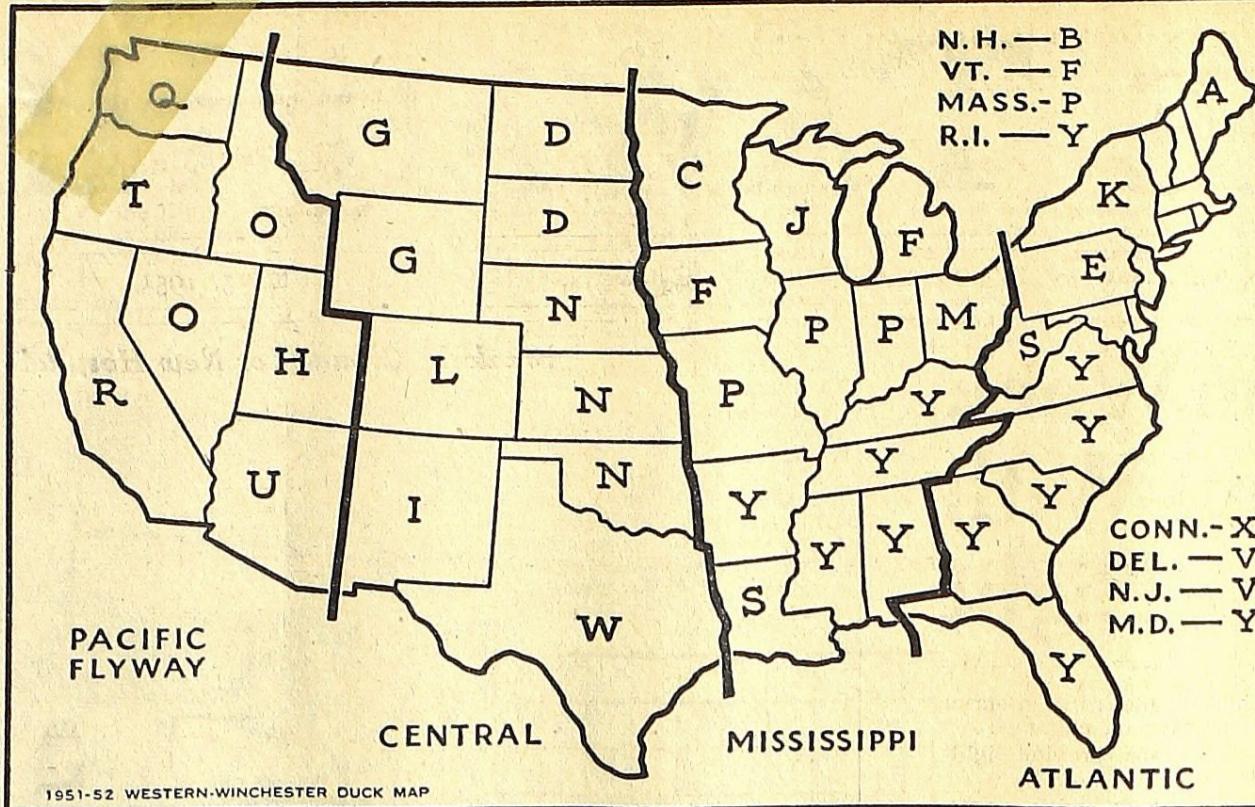 N. H. — B
VT. — F
MASS.- P
R.I. — Y
A
Q
G
D
C
K
T
O
D
J
F
E
G
N
F
O
P
P
M
S
Y
H
L
R
N
P
Y
Y
Y
U
I
N
Y
Y
Y
Y
Y
CONN.- X
DEL. — V
N.J. — V
M.D. — Y
S
W
Y
PACIFIC
FLYWAY
CENTRAL
MISSISSIPPI
ATLANTIC
1951-52 WESTERN-WINCHESTER DUCK MAP